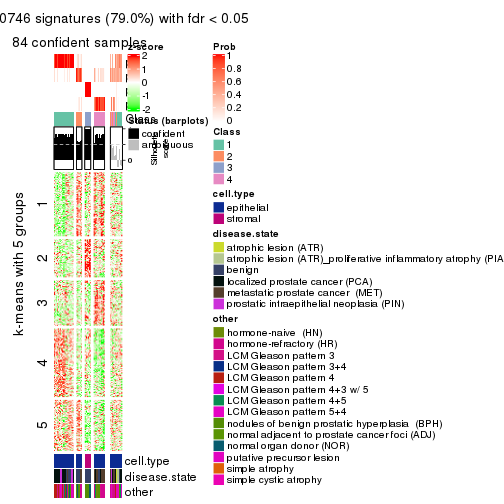 0746 signatures (79.0%) with fdr < 0.05
84 confident samples
z-score
2
1
0
-1
-2
Prob
1
0.8
0.6
0.4
0.2
0
Class
Status (barplots)
confident
ambiguous
Silhouette
score
0
Class
1
2
3
4
cell.type
epithelial
stromal
disease.state
atrophic lesion (ATR)
atrophic lesion (ATR)_proliferative inflammatory atrophy (PIA
benign
localized prostate cancer (PCA)
metastatic prostate cancer (MET)
prostatic intraepithelial neoplasia (PIN)
other
hormone-naive (HN)
hormone-refractory (HR)
LCM Gleason pattern 3
LCM Gleason pattern 3+4
LCM Gleason pattern 4
LCM Gleason pattern 4+3 w/ 5
LCM Gleason pattern 4+5
LCM Gleason pattern 5+4
nodules of benign prostatic hyperplasia (BPH)
normal adjacent to prostate cancer foci (ADJ)
normal organ donor (NOR)
putative precursor lesion
simple atrophy
simple cystic atrophy
k-means with 5 groups
1
2
3
4
5
cell.type
disease.state
other